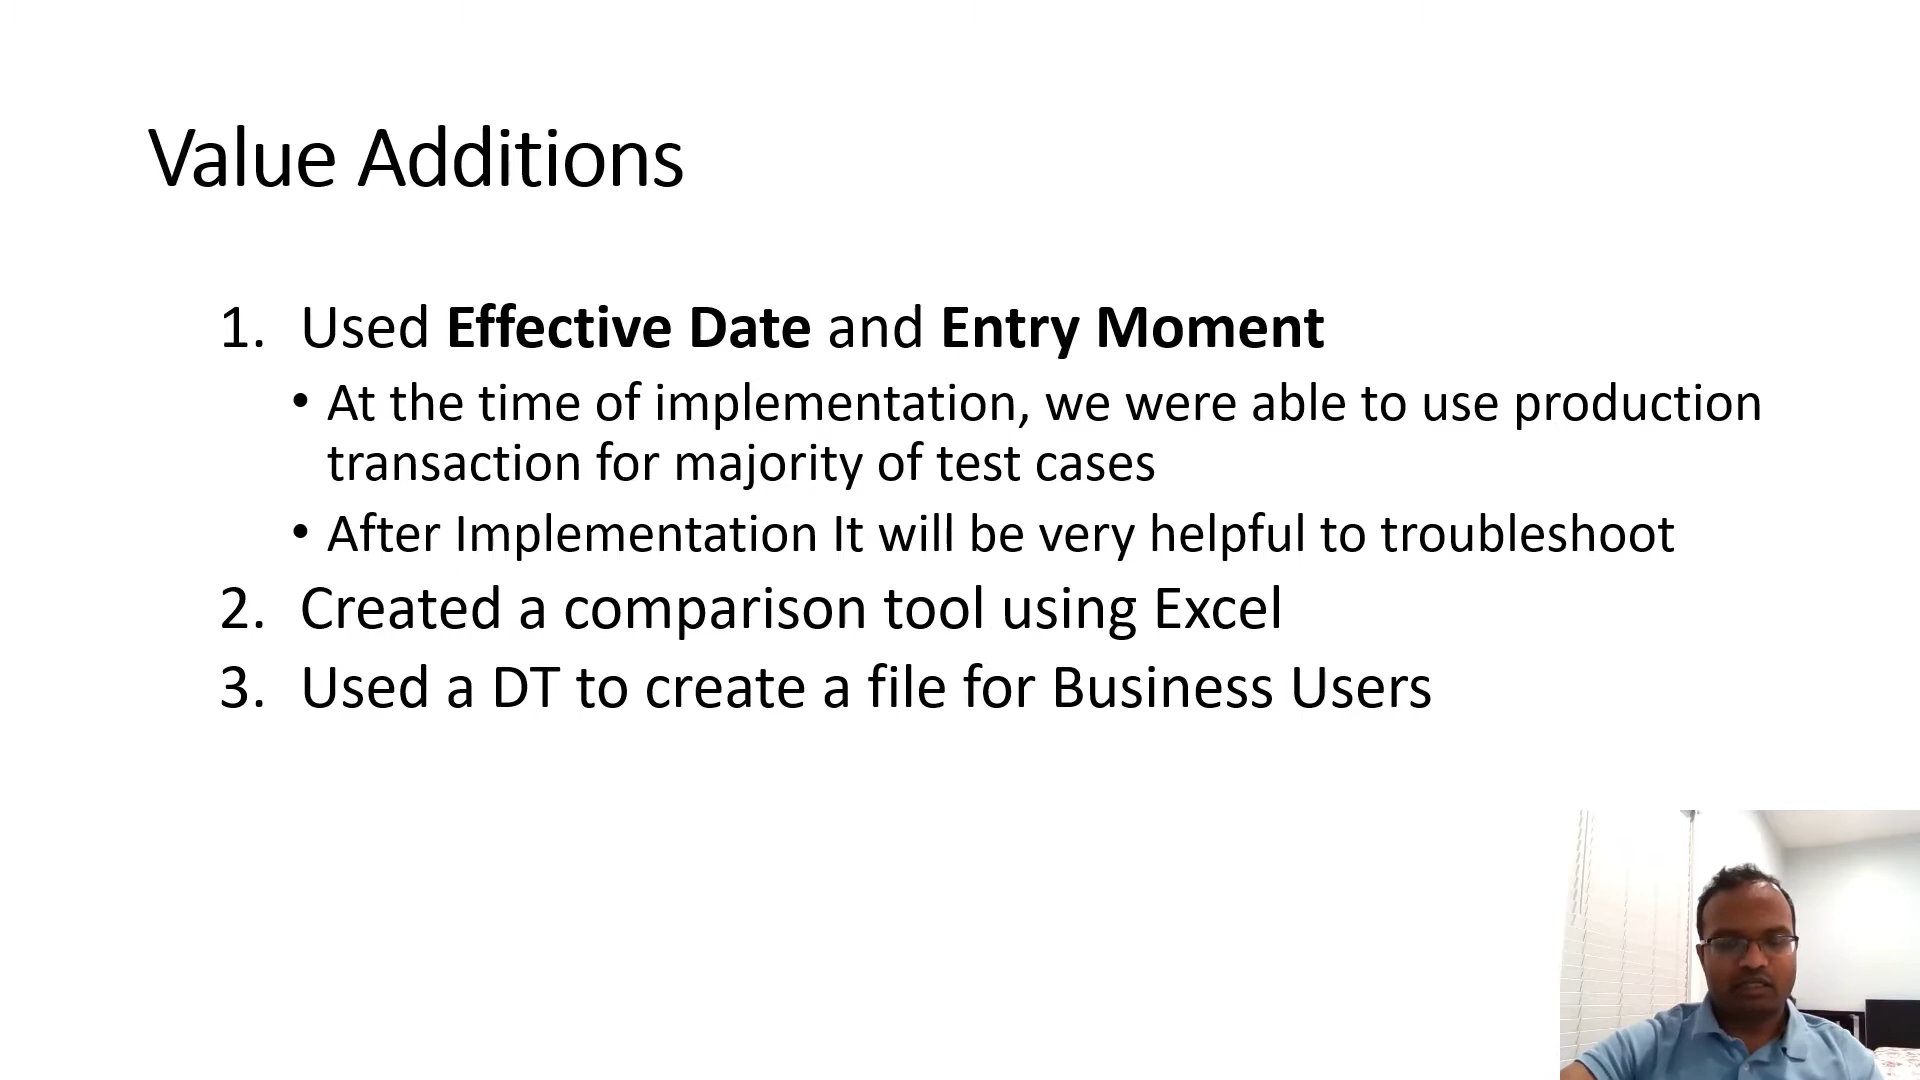 Value Additions
1. Used Effective Date and Entry Moment
• At the time of implementation, we were able to use production
transaction for majority of test cases
• After Implementation It will be very helpful to troubleshoot
2. Created a comparison tool using Excel
3. Used a DT to create a file for Business Users